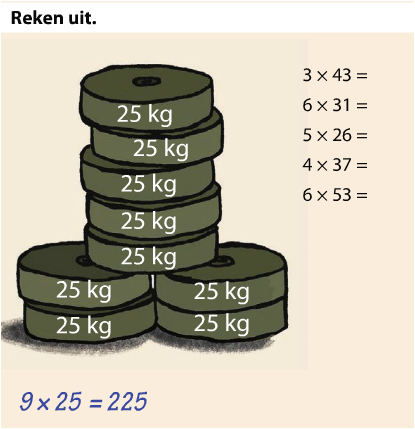 Reken uit.
25 kg
25 kg
25 kg
25 kg
25 kg
25 kg
25 kg
25 kg
25 kg
3 × 43 =
6 × 31 =
5 × 26 =
4 × 37 =
6 × 53 =
9 × 25 = 225